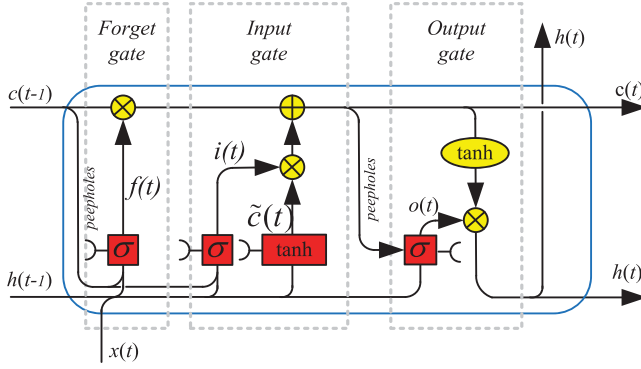 Forget
gate
Input
gate
Output
gate
h(t)
c(t-1)
c(t)
peepholes
f(t)
i(t)
c̃(t)
peepholes
tanh
o(t)
σ
σ
tanh
σ
h(t-1)
h(t)
x(t)